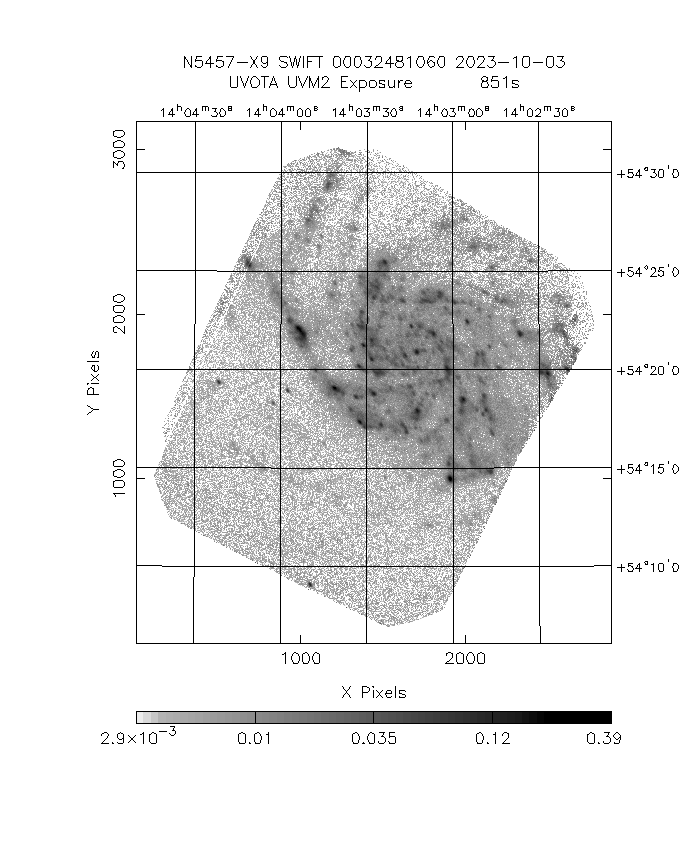 N5457-X9 SWIFT 00032481060 2023-10-03
UVOTA UVM2 Exposure 851s
14ʰ04ᵐ30ˢ 14ʰ04ᵐ00ˢ 14ʰ03ᵐ30ˢ 14ʰ03ᵐ00ˢ 14ʰ02ᵐ30ˢ
3000
+54°30'0
+54°25'0
2000
+54°20'0
Y Pixels
1000
+54°15'0
+54°10'0
1000 2000
X Pixels
2.9×10⁻³ 0.01 0.035 0.12 0.39